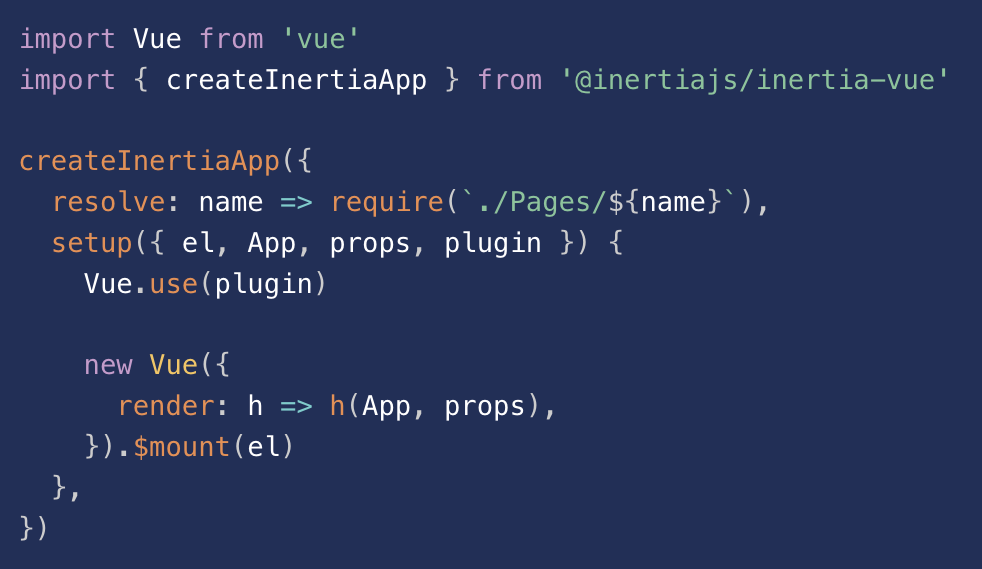 import Vue from 'vue'
import { createInertiaApp } from '@inertiajs/inertia-vue'

createInertiaApp({
  resolve: name => require(`./Pages/${name}`),
  setup({ el, App, props, plugin }) {
    Vue.use(plugin)

    new Vue({
      render: h => h(App, props),
    }).$mount(el)
  },
})